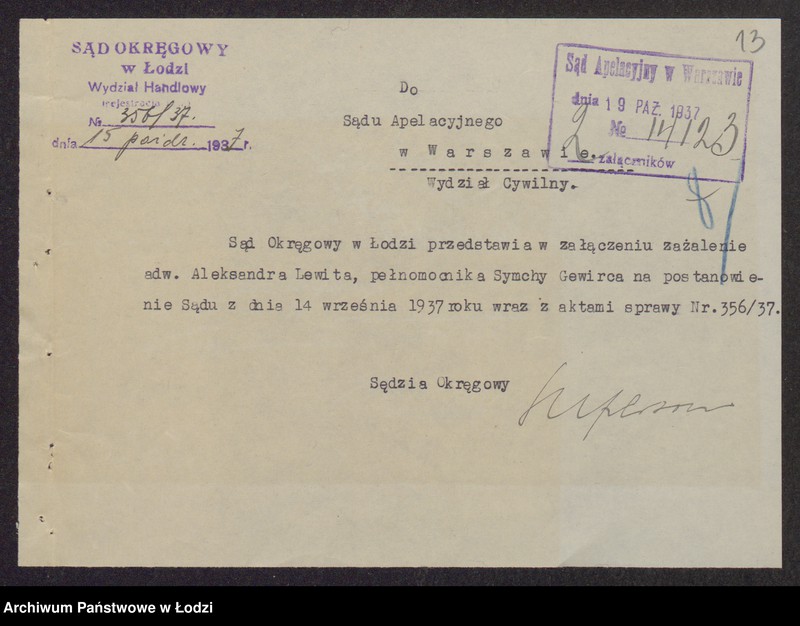 13
SĄD OKRĘGOWY
w Łodzi
Wydział Handlowy
rejestracja
№ 356/37.
dnia 15 paźdz. 1937 r.
Sąd Apelacyjny w Warszawie
dnia 19 PAŹ. 1937
№ 14123
2 załączników
Do
Sądu Apelacyjnego
w Warszawie.
Wydział Cywilny.
Sąd Okręgowy w Łodzi przedstawia w załączeniu zażalenie
adw. Aleksandra Lewita, pełnomocnika Symchy Gewirca na postanowie-
nie Sądu z dnia 14 września 1937 roku wraz z aktami sprawy Nr. 356/37.
Sędzia Okręgowy
Archiwum Państwowe w Łodzi